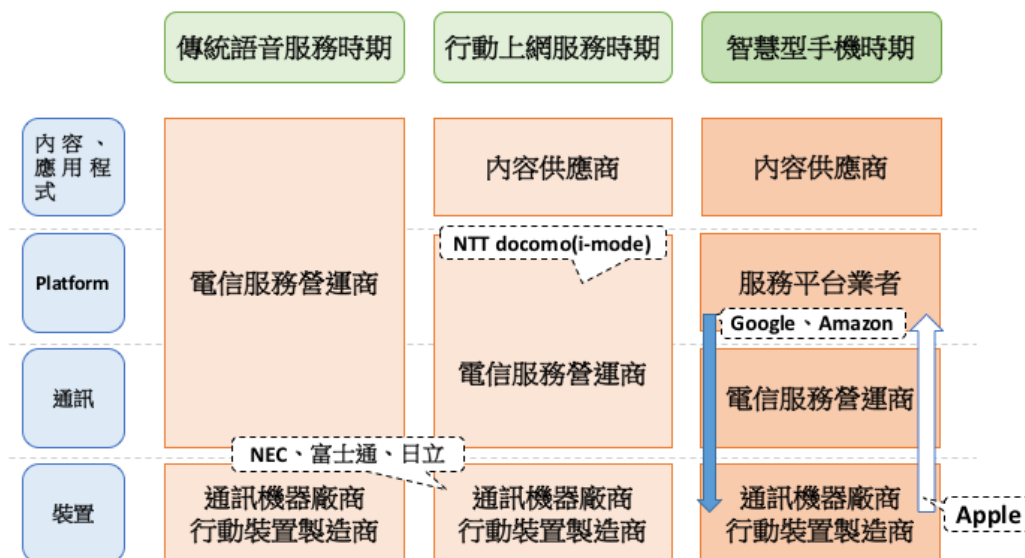 傳統語音服務時期
行動上網服務時期
智慧型手機時期
內容、
應用程
式
內容供應商
內容供應商
Platform
電信服務營運商
NTT docomo(i-mode)
服務平台業者
Google、Amazon
通訊
電信服務營運商
電信服務營運商
NEC、富士通、日立
裝置
通訊機器廠商
行動裝置製造商
通訊機器廠商
行動裝置製造商
通訊機器廠商
行動裝置製造商
Apple